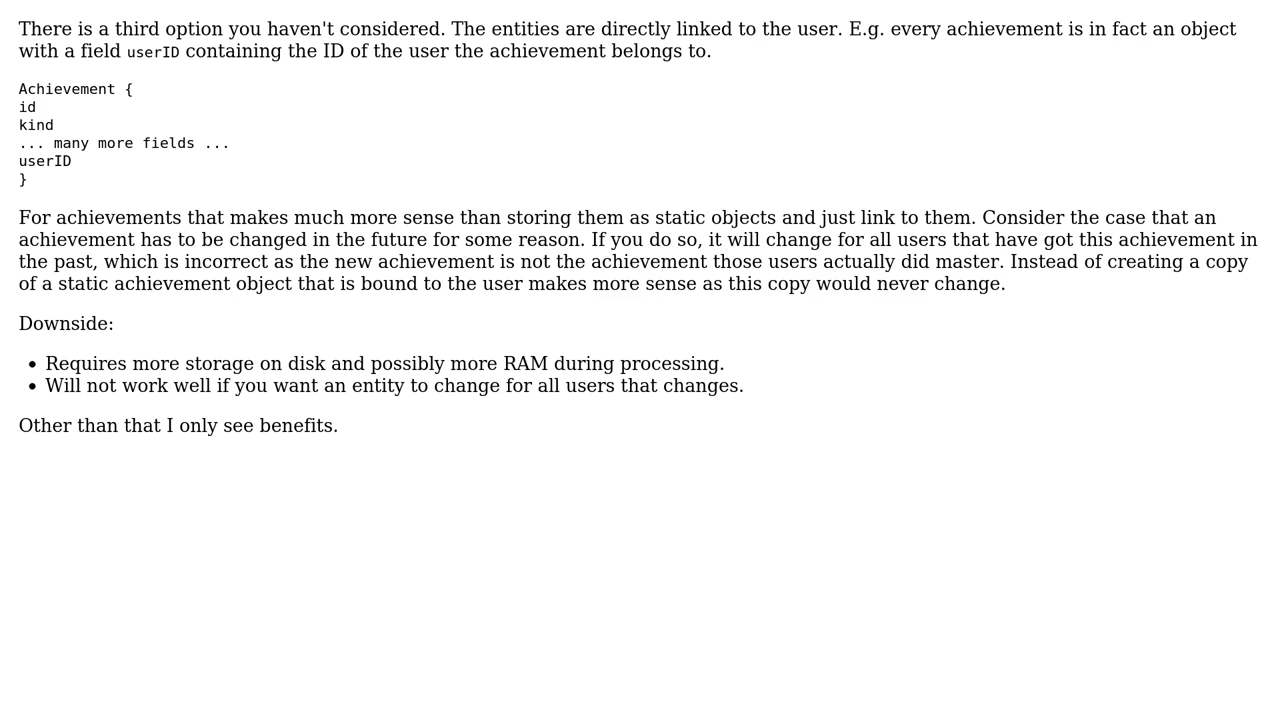 There is a third option you haven't considered. The entities are directly linked to the user. E.g. every achievement is in fact an object
with a field userID containing the ID of the user the achievement belongs to.
Achievement {
id
kind
... many more fields ...
userID
}
For achievements that makes much more sense than storing them as static objects and just link to them. Consider the case that an
achievement has to be changed in the future for some reason. If you do so, it will change for all users that have got this achievement in
the past, which is incorrect as the new achievement is not the achievement those users actually did master. Instead of creating a copy
of a static achievement object that is bound to the user makes more sense as this copy would never change.
Downside:
• Requires more storage on disk and possibly more RAM during processing.
• Will not work well if you want an entity to change for all users that changes.
Other than that I only see benefits.